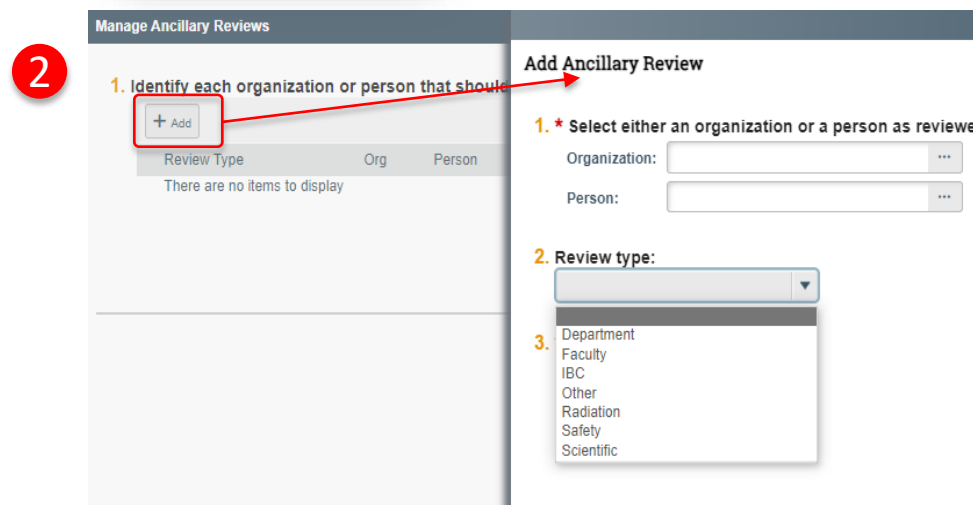 Manage Ancillary Reviews
2
1. Identify each organization or person that should
+ Add
Review Type Org Person
There are no items to display
Add Ancillary Review
1. * Select either an organization or a person as reviewe
Organization: ...
Person: ...
2. Review type:
3.
Department
Faculty
IBC
Other
Radiation
Safety
Scientific